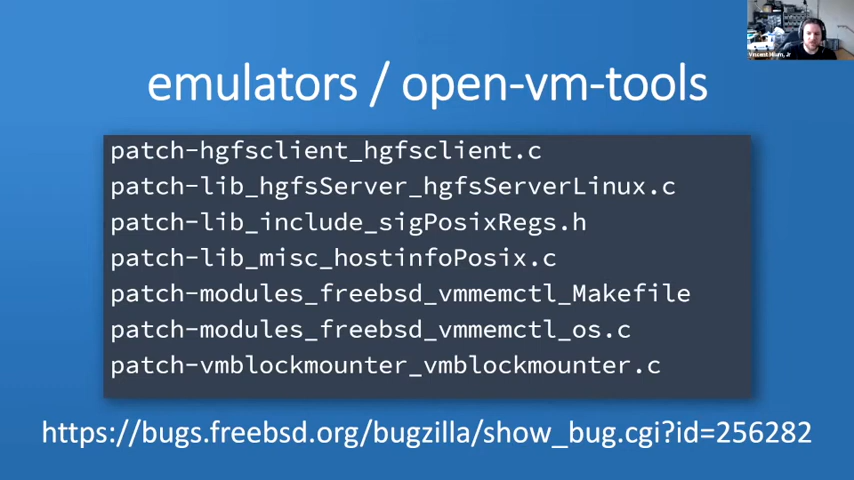 emulators / open-vm-tools
patch-hgfsclient_hgfsclient.c
patch-lib_hgfsServer_hgfsServerLinux.c
patch-lib_include_sigPosixRegs.h
patch-lib_misc_hostinfoPosix.c
patch-modules_freebsd_vmmemctl_Makefile
patch-modules_freebsd_vmmemctl_os.c
patch-vmblockmounter_vmblockmounter.c
https://bugs.freebsd.org/bugzilla/show_bug.cgi?id=256282